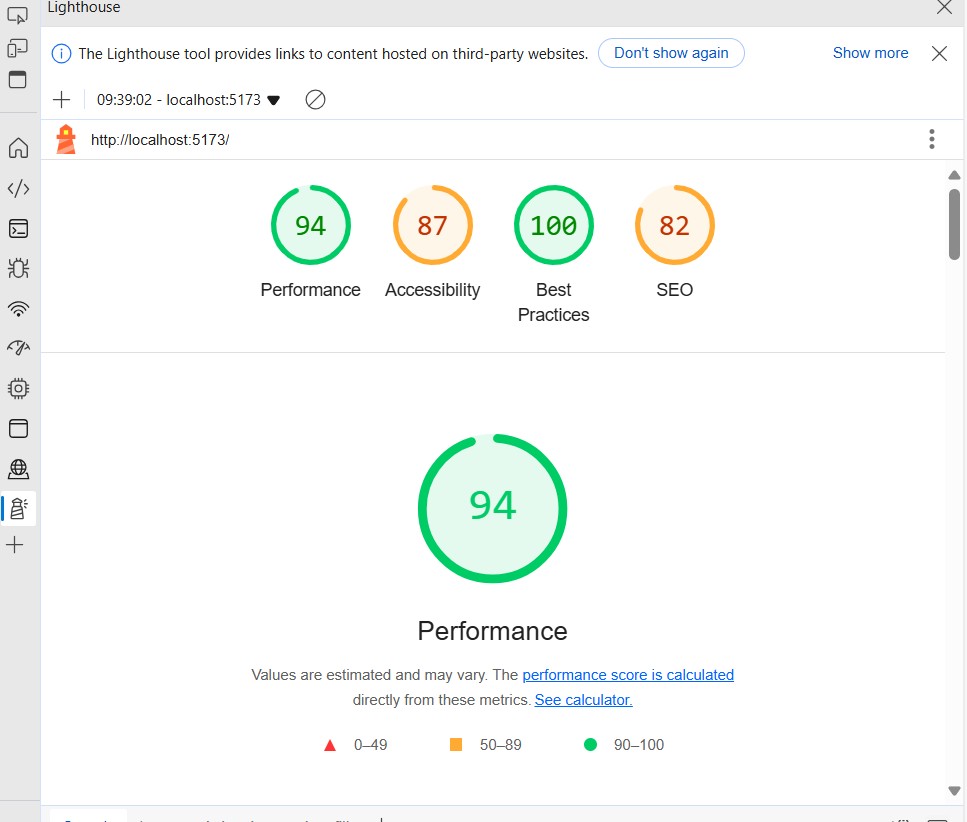 Lighthouse
The Lighthouse tool provides links to content hosted on third-party websites. Don't show again Show more
09:39:02 - localhost:5173
http://localhost:5173/
94 87 100 82
Performance Accessibility Best Practices SEO
94
Performance
Values are estimated and may vary. The performance score is calculated
directly from these metrics. See calculator.
0–49 50–89 90–100